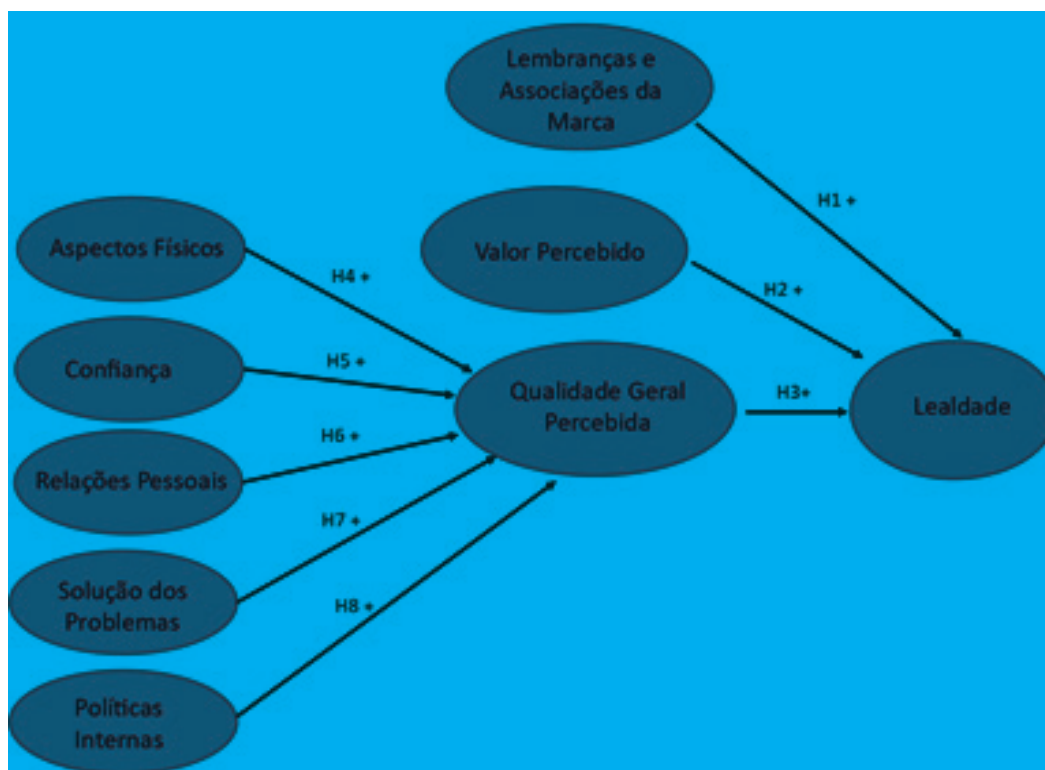 Lembranças e
Associações da
Marca
H1 +
Aspectos Físicos
Valor Percebido
H4 +
H2 +
Confiança
H5 +
Qualidade Geral
Percebida
H3+
Lealdade
H6 +
Relações Pessoais
H7 +
Solução dos
Problemas
H8 +
Políticas
Internas